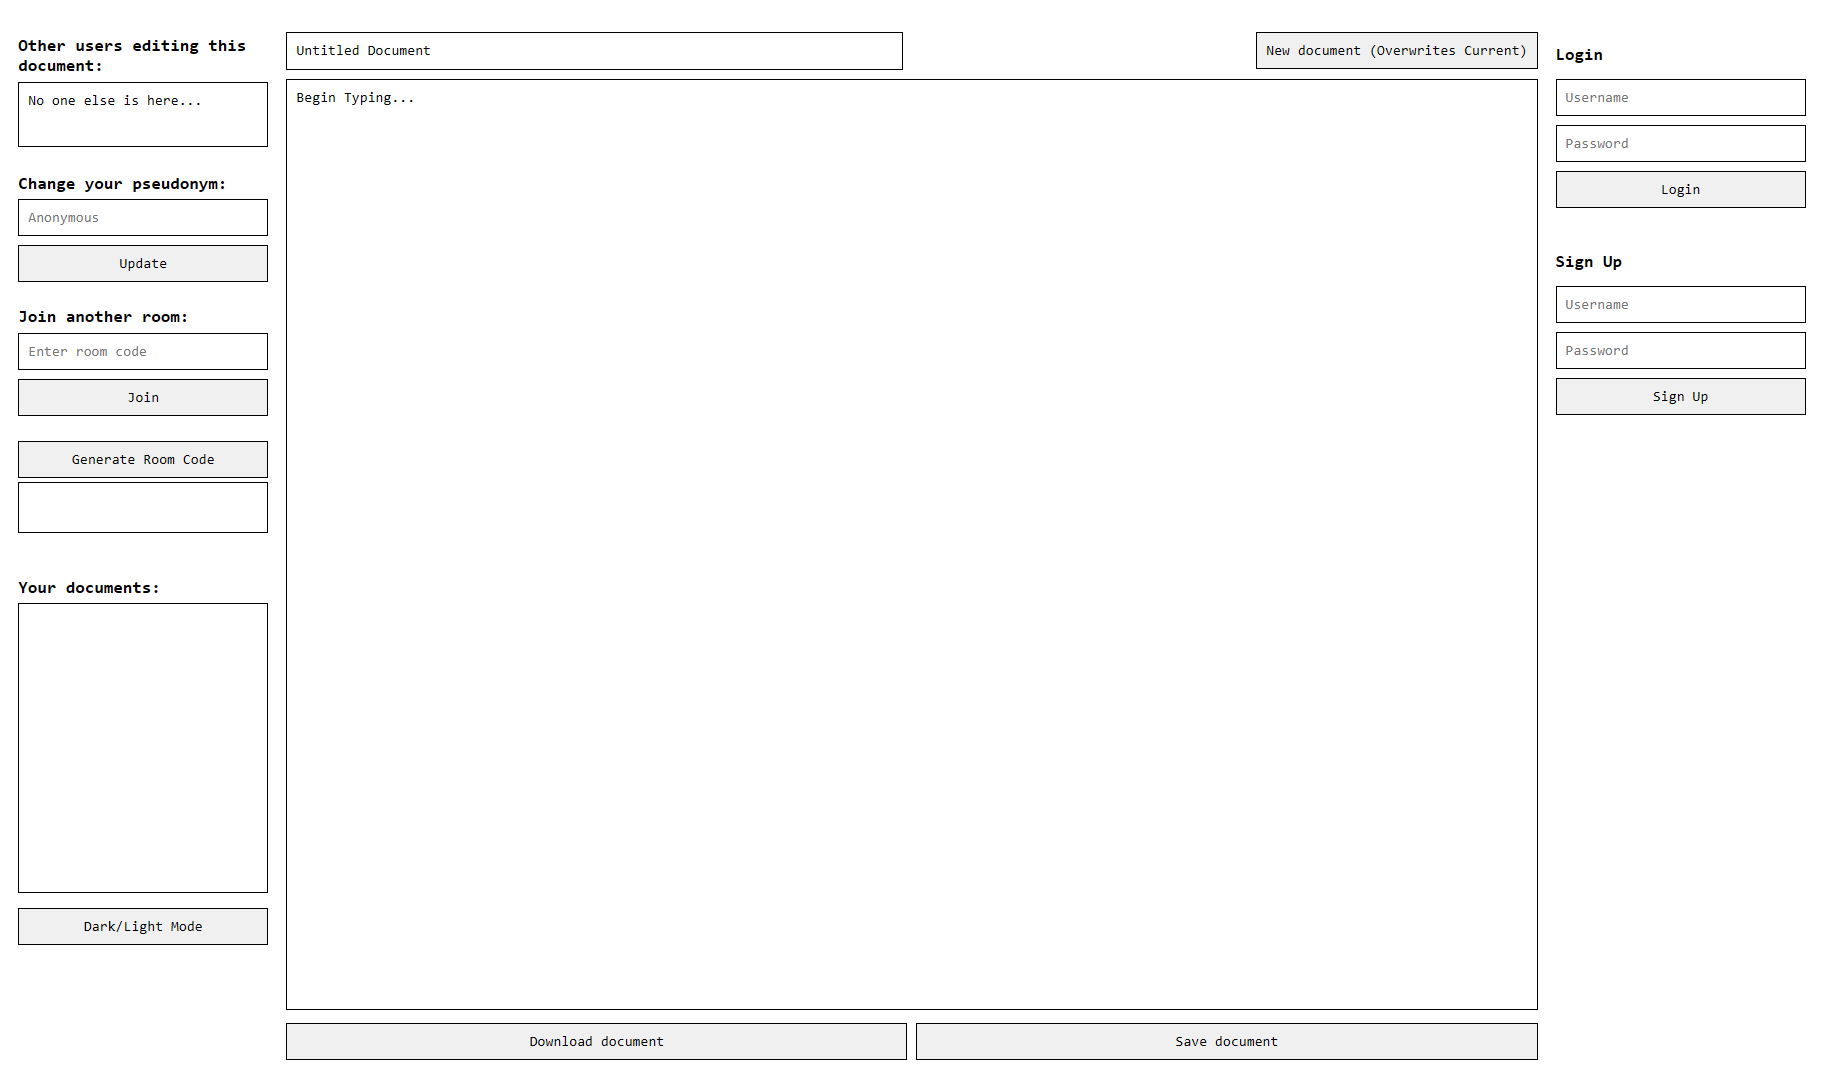 Other users editing this
document:
No one else is here...
Change your pseudonym:
Anonymous
Update
Join another room:
Enter room code
Join
Generate Room Code
Your documents:
Dark/Light Mode
Untitled Document
New document (Overwrites Current)
Begin Typing...
Download document
Save document
Login
Username
Password
Login
Sign Up
Username
Password
Sign Up